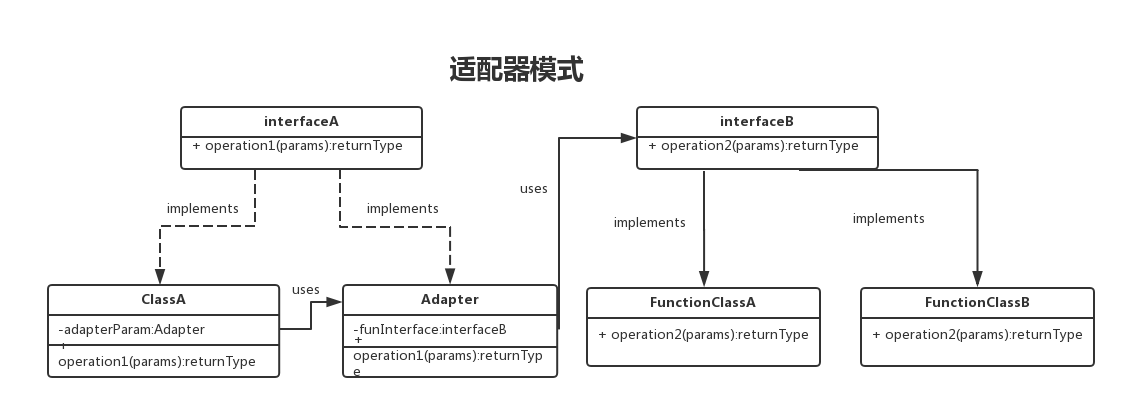 适配器模式
interfaceA
+ operation1(params):returnType
interfaceB
+ operation2(params):returnType
uses
implements
implements
implements
implements
uses
ClassA
-adapterParam:Adapter
+
operation1(params):returnType
Adapter
-funInterface:interfaceB
+
operation1(params):returnTyp
e
FunctionClassA
+ operation2(params):returnType
FunctionClassB
+ operation2(params):returnType